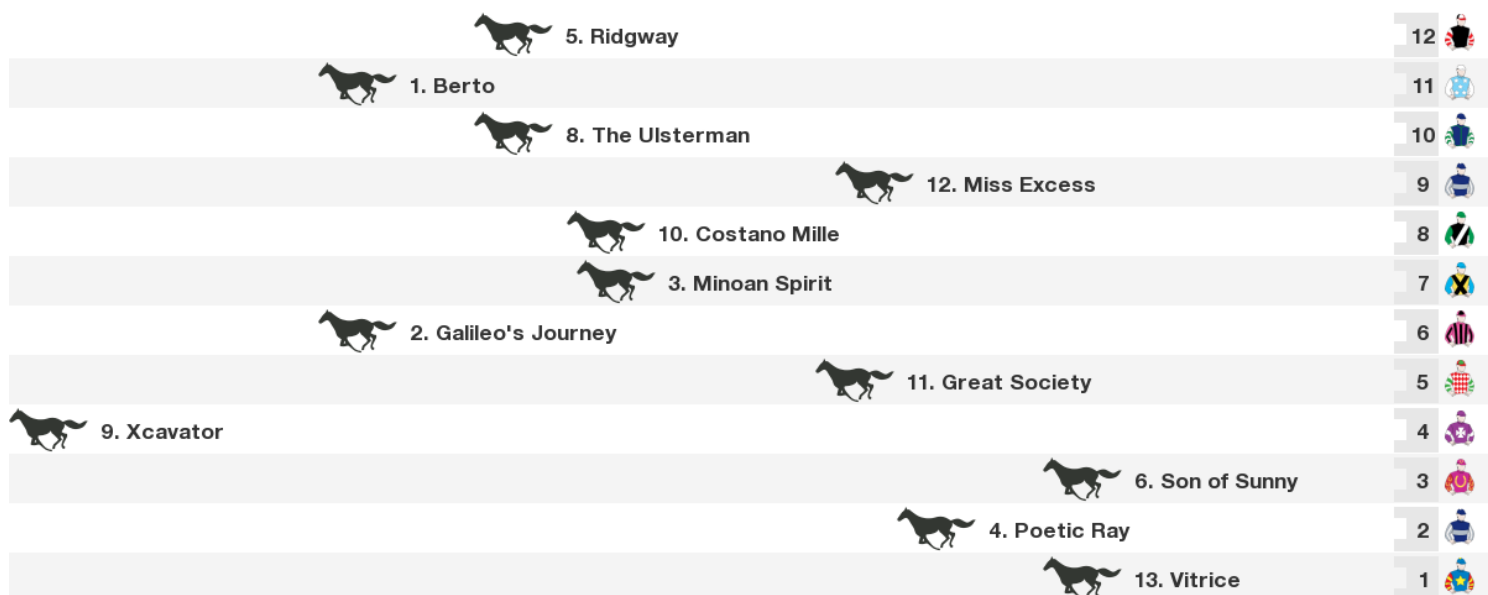 5. Ridgway 12
1. Berto 11
8. The Ulsterman 10
12. Miss Excess 9
10. Costano Mille 8
3. Minoan Spirit 7
2. Galileo's Journey 6
11. Great Society 5
9. Xcavator 4
6. Son of Sunny 3
4. Poetic Ray 2
13. Vitrice 1